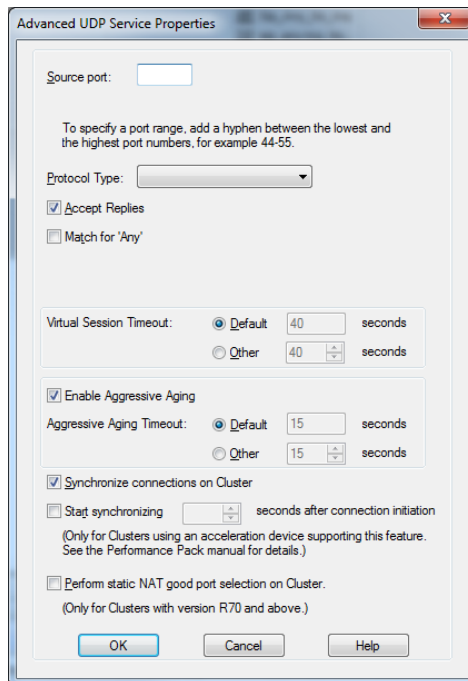 Advanced UDP Service Properties
Source port:
To specify a port range, add a hyphen between the lowest and
the highest port numbers, for example 44-55.
Protocol Type:
Accept Replies
Match for 'Any'
Virtual Session Timeout: Default 40 seconds
Other 40 seconds
Enable Aggressive Aging
Aggressive Aging Timeout: Default 15 seconds
Other 15 seconds
Synchronize connections on Cluster
Start synchronizing seconds after connection initiation
(Only for Clusters using an acceleration device supporting this feature.
See the Performance Pack manual for details.)
Perform static NAT good port selection on Cluster.
(Only for Clusters with version R70 and above.)
OK Cancel Help